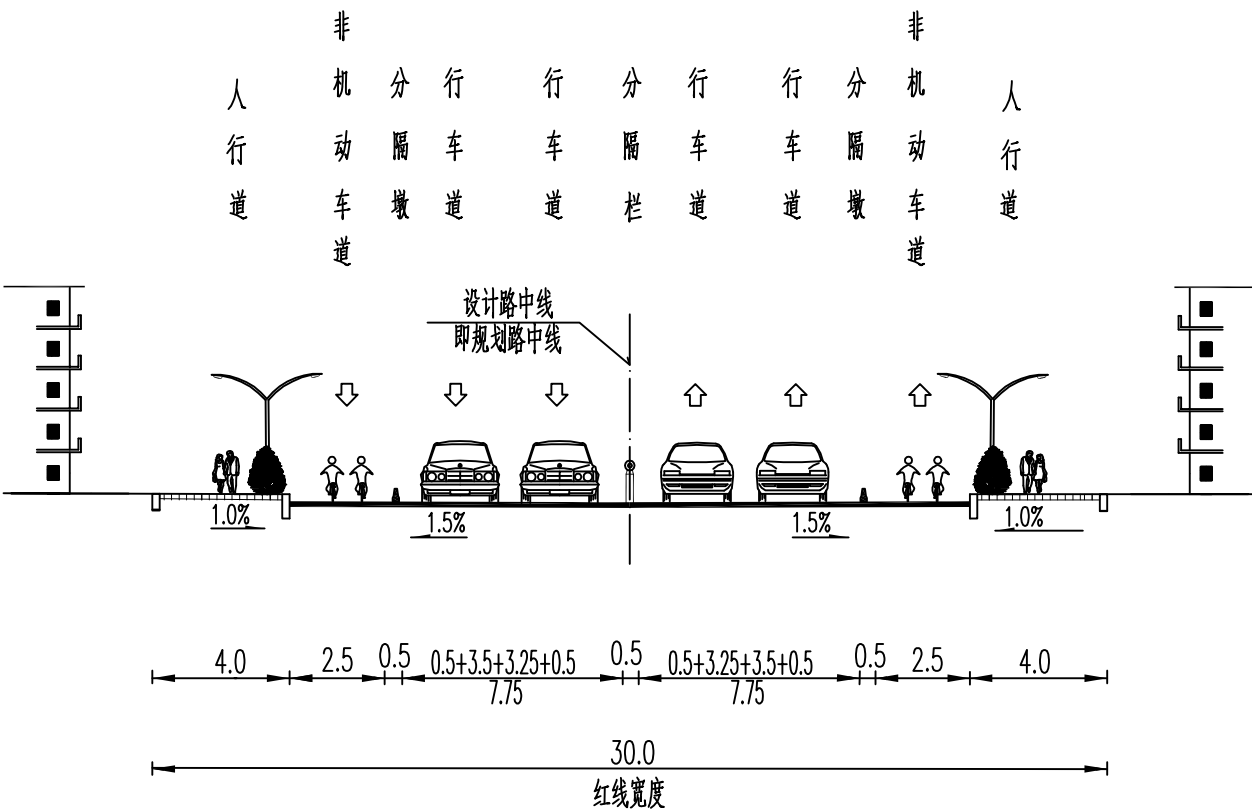 人行道
非机动车道
分隔墩
行车道
行车道
分隔栏
行车道
行车道
分隔墩
非机动车道
人行道
设计路中线
即规划路中线
1.0%
1.5%
1.5%
1.0%
4.0
2.5
0.5
0.5+3.5+3.25+0.5
7.75
0.5
0.5+3.25+3.5+0.5
7.75
0.5
2.5
4.0
30.0
红线宽度